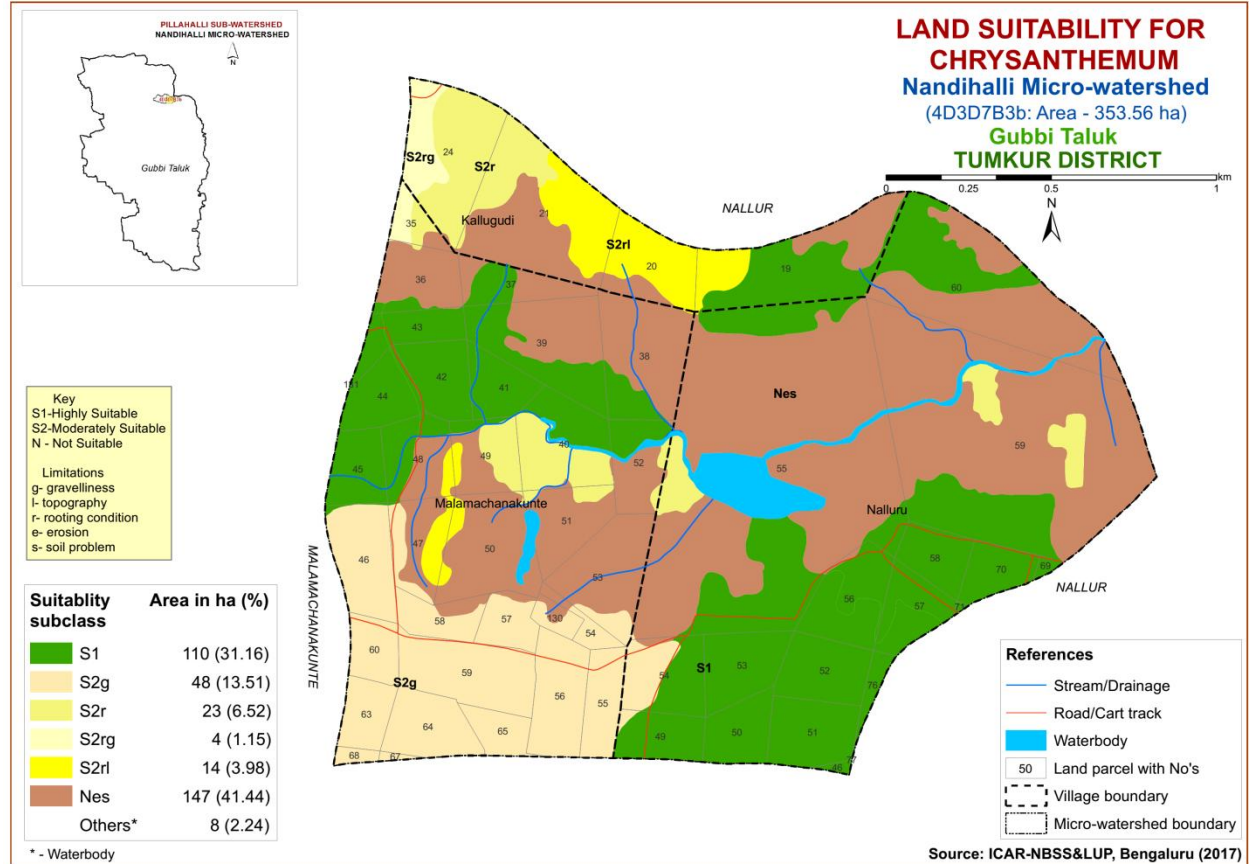 PILLAHALLI SUB-WATERSHED
NANDIHALLI MICRO-WATERSHED
N
Gubbi Taluk
LAND SUITABILITY FOR
CHRYSANTHEMUM
Nandihalli Micro-watershed
(4D3D7B3b: Area - 353.56 ha)
Gubbi Taluk
TUMKUR DISTRICT
km
0 0.25 0.5 1
N
NALLUR
S2rg
24
S2r
35
Kallugudi
21
S2rl
20
19
60
36
37
43
39
38
42
41
44
45
Nes
40
48
49
52
55
59
Malamachanakunte
51
Nalluru
47
50
46
53
58
70
69
56
57
71
58
57
130
54
60
59
S2g
56
55
54
S1
53
52
76
63
64
65
49
50
51
68
67
46
MALAMACHANAKUNTE
NALLUR
Key
S1-Highly Suitable
S2-Moderately Suitable
N - Not Suitable
Limitations
g- gravelliness
l- topography
r- rooting condition
e- erosion
s- soil problem
Suitablity Area in ha (%)
subclass
S1 110 (31.16)
S2g 48 (13.51)
S2r 23 (6.52)
S2rg 4 (1.15)
S2rl 14 (3.98)
Nes 147 (41.44)
Others* 8 (2.24)
* - Waterbody
References
Stream/Drainage
Road/Cart track
Waterbody
50 Land parcel with No's
Village boundary
Micro-watershed boundary
Source: ICAR-NBSS&LUP, Bengaluru (2017)